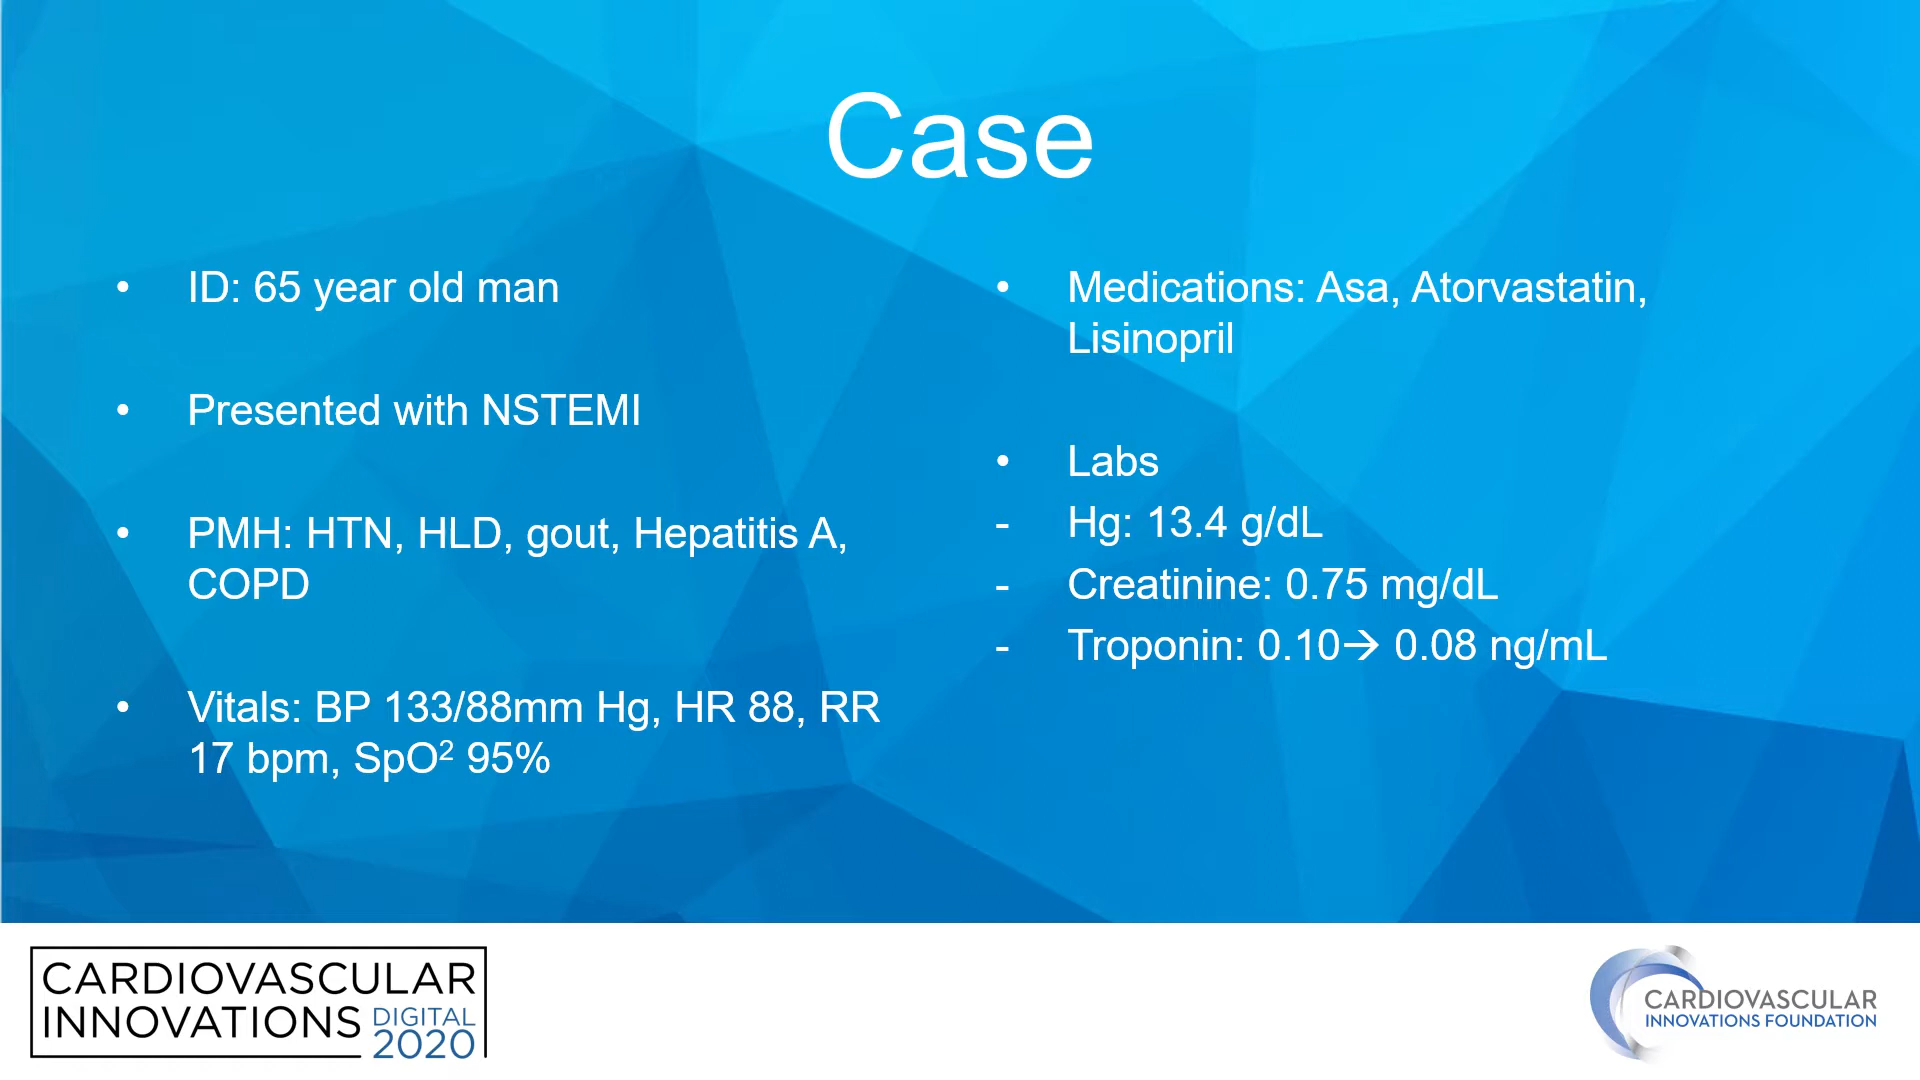 Case
• ID: 65 year old man
• Presented with NSTEMI
• PMH: HTN, HLD, gout, Hepatitis A,
COPD
• Vitals: BP 133/88mm Hg, HR 88, RR
17 bpm, SpO² 95%
• Medications: Asa, Atorvastatin,
Lisinopril
• Labs
- Hg: 13.4 g/dL
- Creatinine: 0.75 mg/dL
- Troponin: 0.10→ 0.08 ng/mL
CARDIOVASCULAR
INNOVATIONS DIGITAL
2020
CARDIOVASCULAR
INNOVATIONS FOUNDATION